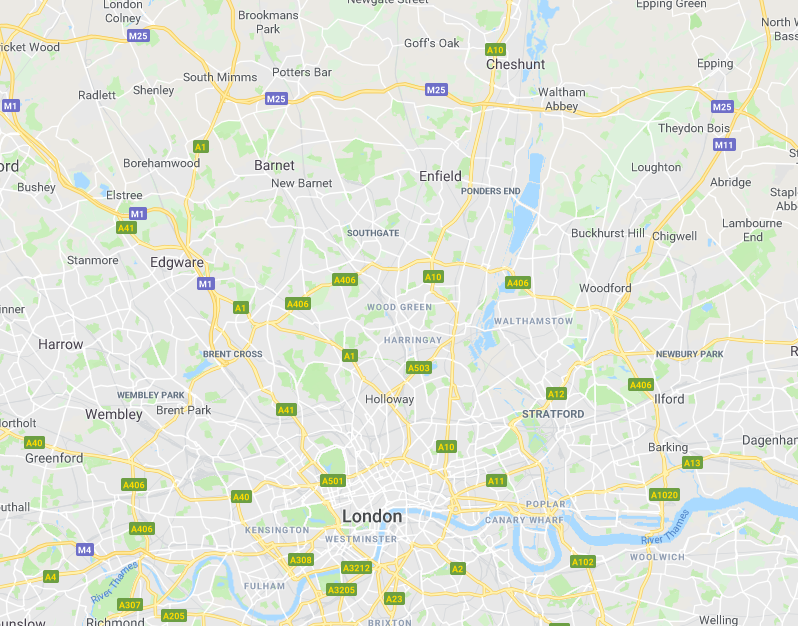 Newgate Street
Epping Green
London
Colney
Brookmans
Park
North W
Bass
M25
Goff's Oak
A10
ricket Wood
Cheshunt
Epping
Potters Bar
South Mimms
M25
Shenley
Radlett
M25
Waltham
Abbey
M25
M1
Theydon Bois
A1
M11
Borehamwood
Barnet
Loughton
ord
Enfield
New Barnet
Abridge
Bushey
Elstree
PONDERS END
Stapl
Abb
M1
A41
SOUTHGATE
Buckhurst Hill
Chigwell
Lambourne
End
Stanmore
Edgware
A406
A10
M1
A406
Woodford
A406
A1
WOOD GREEN
inner
WALTHAMSTOW
HARRINGAY
Harrow
BRENT CROSS
A1
NEWBURY PARK
R
A503
A406
WEMBLEY PARK
A12
Holloway
Ilford
Wembley
Brent Park
A41
STRATFORD
Northolt
A40
A10
Barking
Dagenham
Greenford
A13
A406
A501
A11
A40
A1020
outhall
POPLAR
London
CANARY WHARF
A406
KENSINGTON
WESTMINSTER
River Thames
M4
WOOLWICH
A308
A102
A4
A3212
A2
River Thames
FULHAM
A3205
A23
A307
A205
Richmond
unslow
BRIXTON
Welling